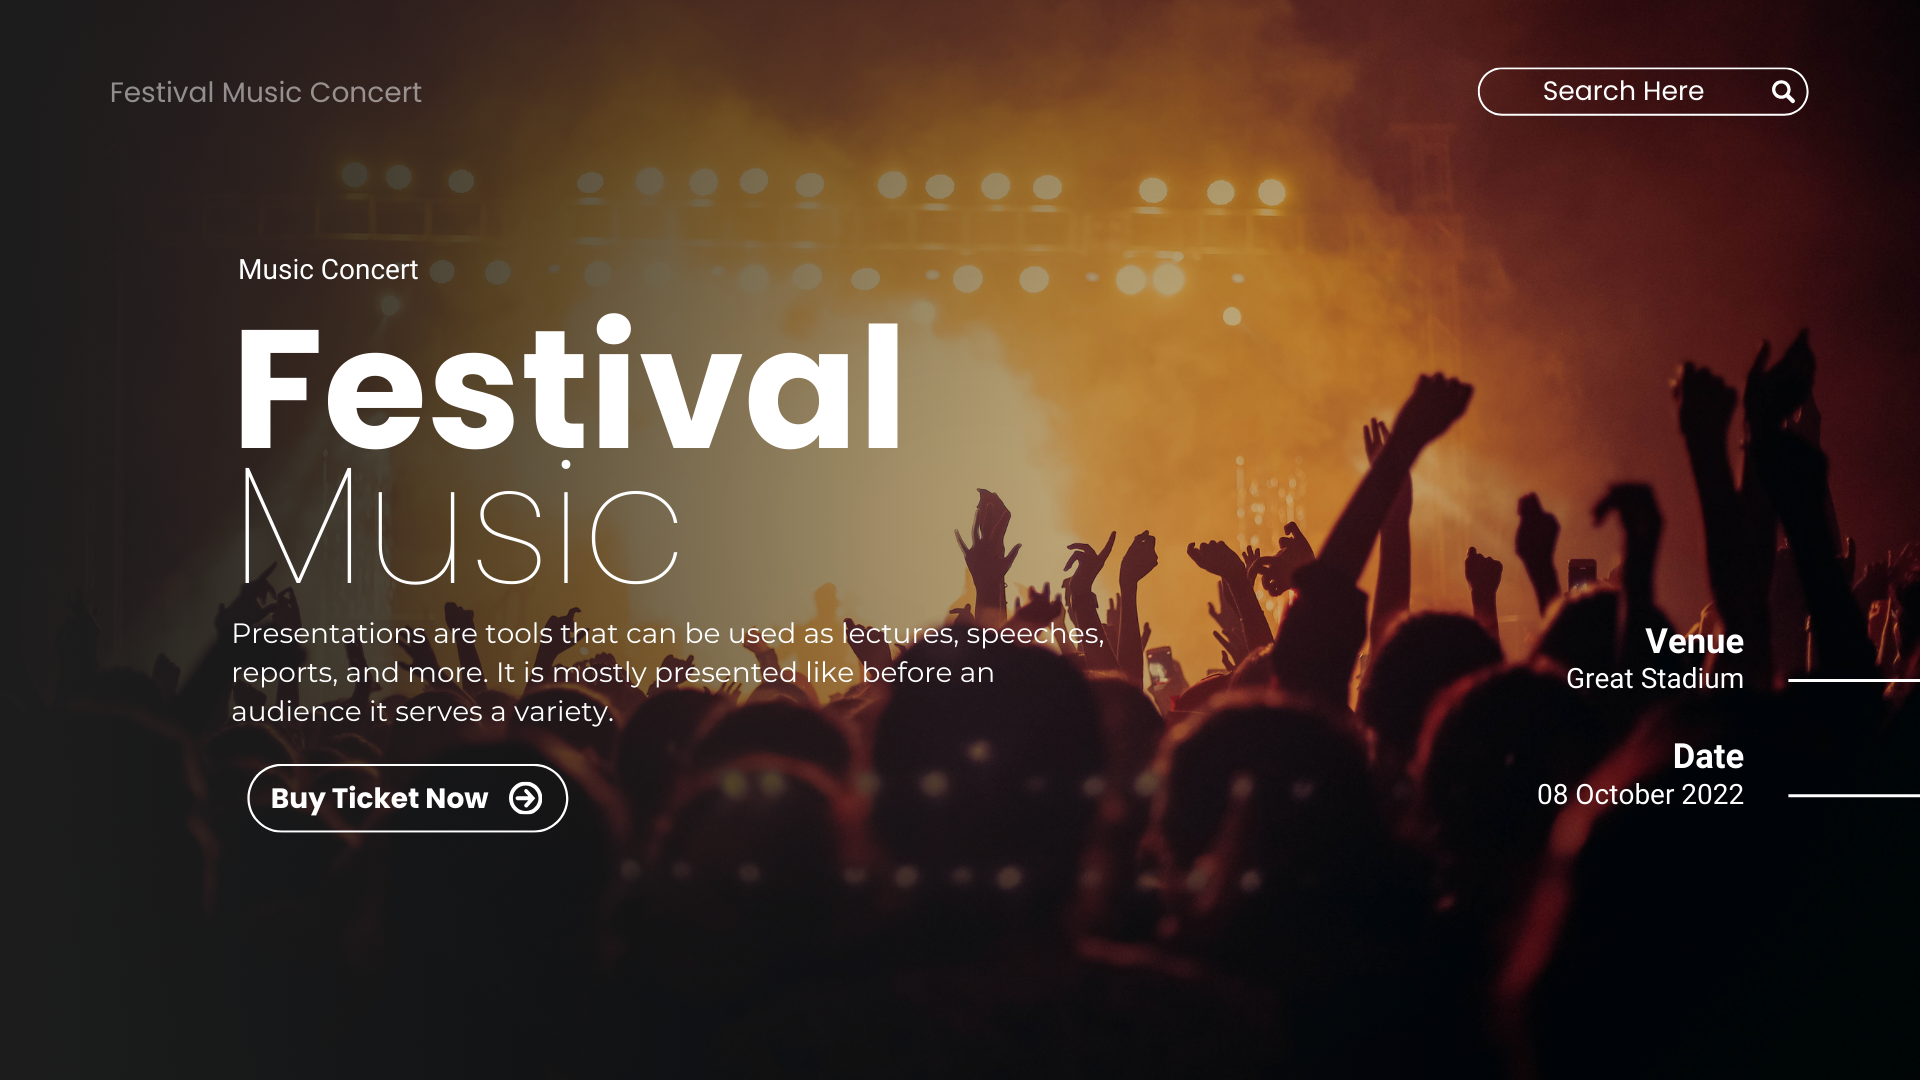 Festival Music Concert
Search Here
Music Concert
Festival
Music
Presentations are tools that can be used as lectures, speeches,
reports, and more. It is mostly presented like before an
audience it serves a variety.
Buy Ticket Now
Venue
Great Stadium
Date
08 October 2022